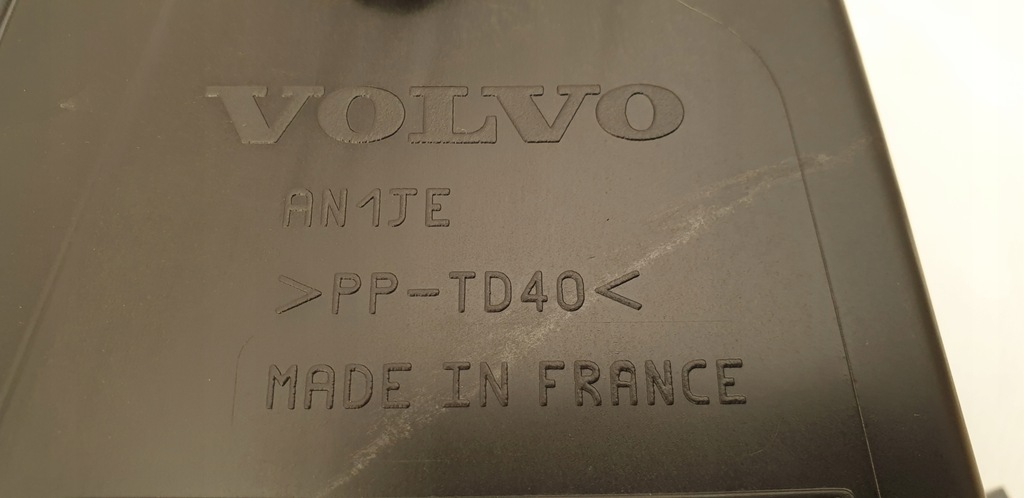 VOLVO
AN1JE
>PP-TD40<
MADE IN FRANCE